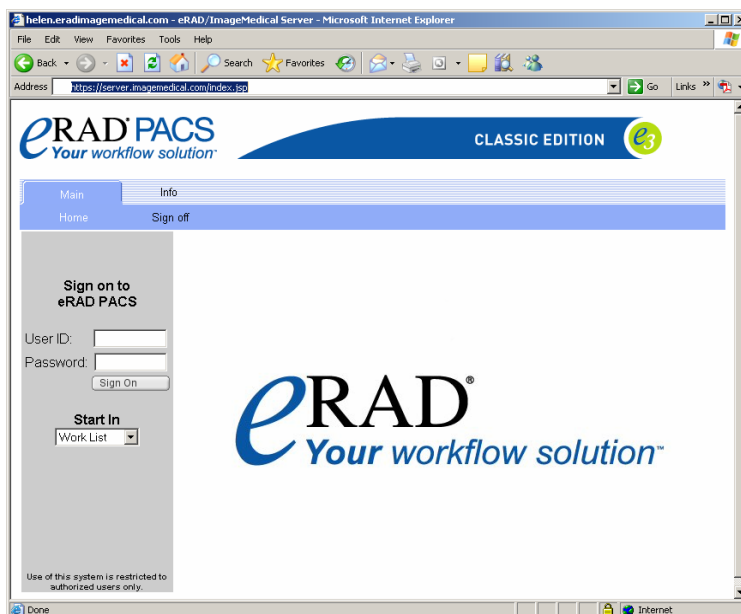 helen.eradimagemedical.com - eRAD/ImageMedical Server - Microsoft Internet Explorer
File Edit View Favorites Tools Help
Back Search Favorites
Address https://server.imagemedical.com/index.jsp Go Links »
eRAD PACS
Your workflow solution™
CLASSIC EDITION e3
Main Info
Home Sign off
Sign on to
eRAD PACS
User ID:
Password:
Sign On
Start In
Work List
eRAD®
Your workflow solution™
Use of this system is restricted to
authorized users only.
Done Internet